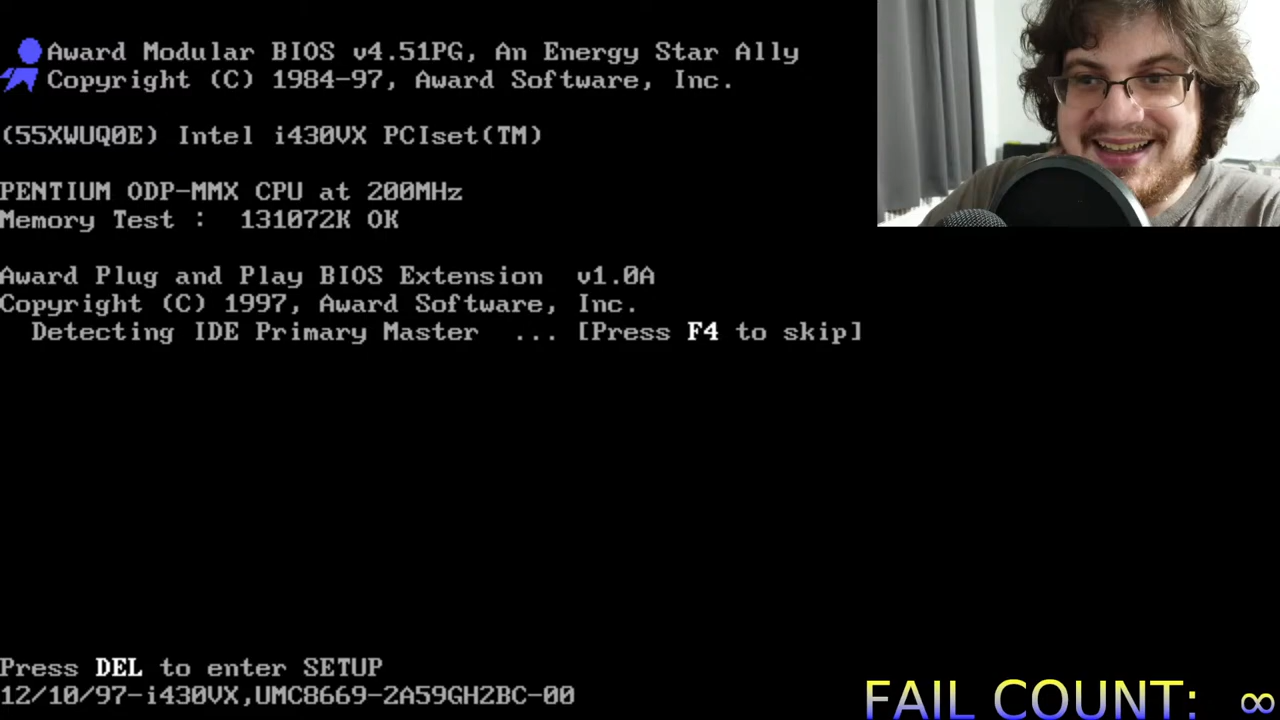 Award Modular BIOS v4.51PG, An Energy Star Ally
Copyright (C) 1984-97, Award Software, Inc.
(55XWUQ0E) Intel i430VX PCIset(TM)
PENTIUM ODP-MMX CPU at 200MHz
Memory Test :  131072K OK
Award Plug and Play BIOS Extension  v1.0A
Copyright (C) 1997, Award Software, Inc.
Detecting IDE Primary Master  ... [Press F4 to skip]
Press DEL to enter SETUP
12/10/97-i430VX,UMC8669-2A59GH2BC-00
FAIL COUNT: ∞